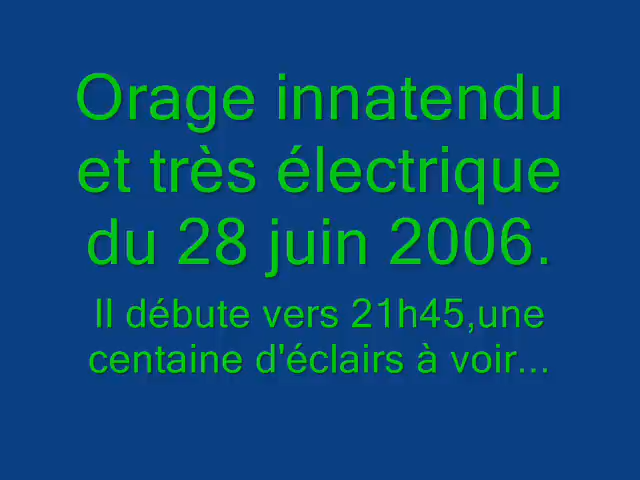 Orage innatendu
et très électrique
du 28 juin 2006.
Il débute vers 21h45,une
centaine d'éclairs à voir...